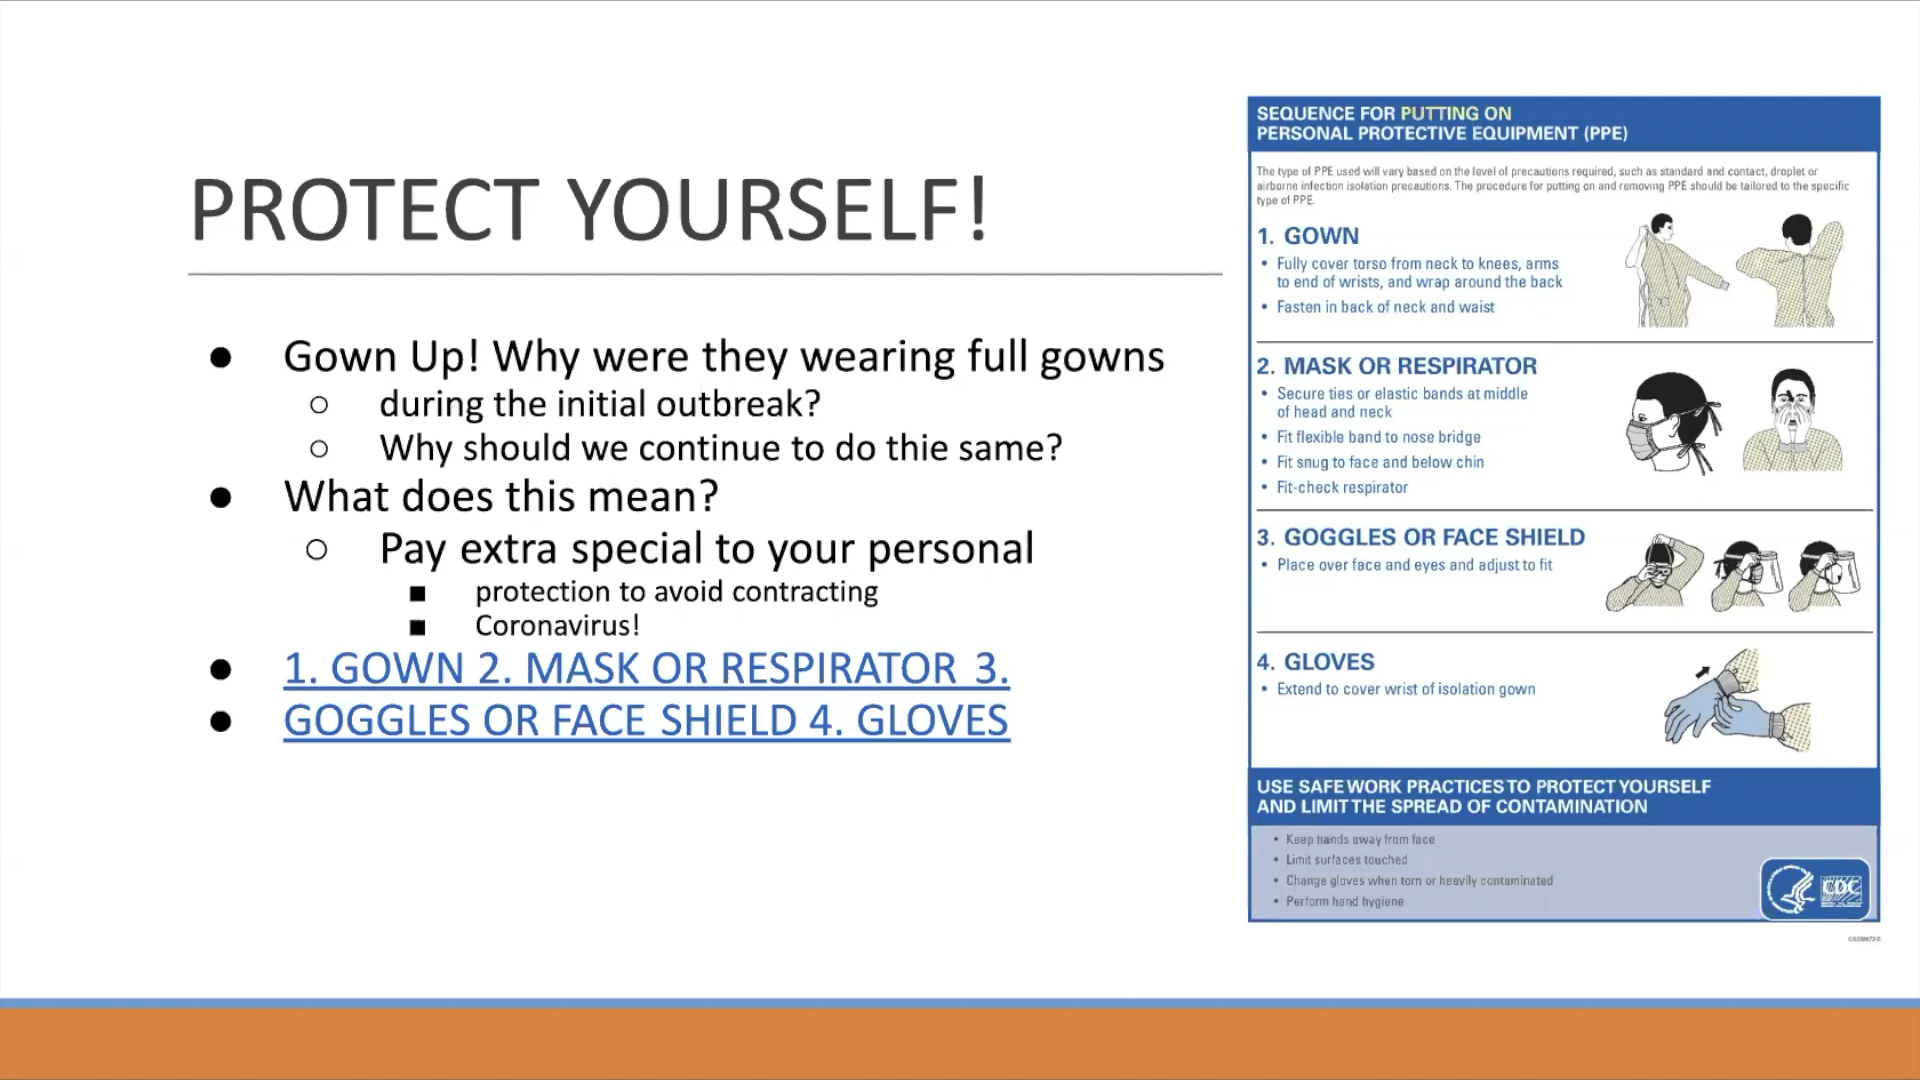 PROTECT YOURSELF!
● Gown Up! Why were they wearing full gowns
○ during the initial outbreak?
○ Why should we continue to do thie same?
● What does this mean?
○ Pay extra special to your personal
■ protection to avoid contracting
■ Coronavirus!
● 1. GOWN 2. MASK OR RESPIRATOR 3.
● GOGGLES OR FACE SHIELD 4. GLOVES
SEQUENCE FOR PUTTING ON
PERSONAL PROTECTIVE EQUIPMENT (PPE)
The type of PPE used will vary based on the level of precautions required, such as standard and contact, droplet or
airborne infection isolation precautions. The procedure for putting on and removing PPE should be tailored to the specific
type of PPE.
1. GOWN
• Fully cover torso from neck to knees, arms
to end of wrists, and wrap around the back
• Fasten in back of neck and waist
2. MASK OR RESPIRATOR
• Secure ties or elastic bands at middle
of head and neck
• Fit flexible band to nose bridge
• Fit snug to face and below chin
• Fit-check respirator
3. GOGGLES OR FACE SHIELD
• Place over face and eyes and adjust to fit
4. GLOVES
• Extend to cover wrist of isolation gown
USE SAFE WORK PRACTICES TO PROTECT YOURSELF
AND LIMIT THE SPREAD OF CONTAMINATION
• Keep hands away from face
• Limit surfaces touched
• Change gloves when torn or heavily contaminated
• Perform hand hygiene
CDC